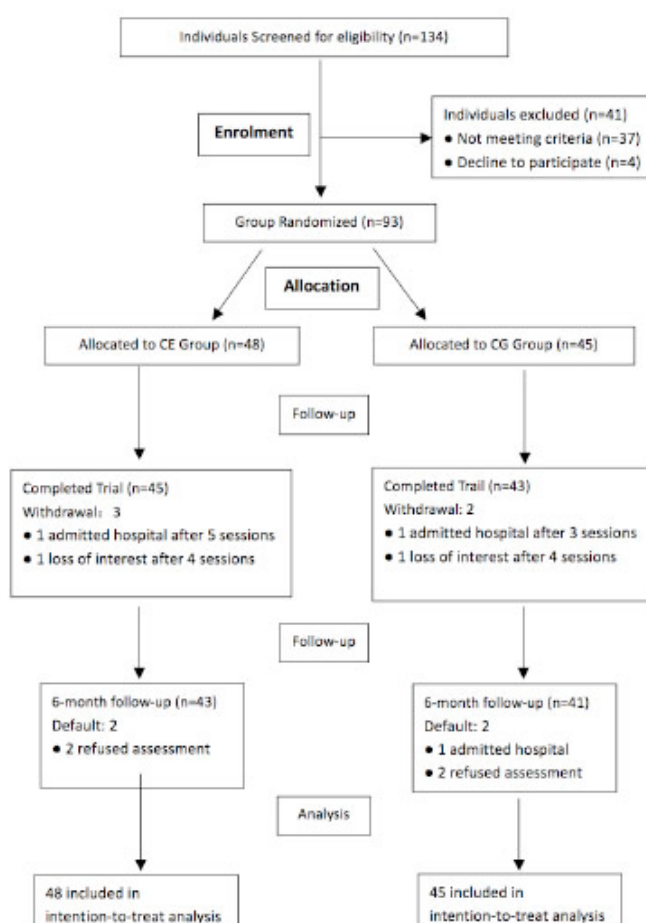 Individuals Screened for eligibility (n=134)
Enrolment
Individuals excluded (n=41)
● Not meeting criteria (n=37)
● Decline to participate (n=4)
Group Randomized (n=93)
Allocation
Allocated to CE Group (n=48)
Allocated to CG Group (n=45)
Follow-up
Completed Trial (n=45)
Withdrawal: 3
● 1 admitted hospital after 5 sessions
● 1 loss of interest after 4 sessions
Completed Trail (n=43)
Withdrawal: 2
● 1 admitted hospital after 3 sessions
● 1 loss of interest after 4 sessions
Follow-up
6-month follow-up (n=43)
Default: 2
● 2 refused assessment
6-month follow-up (n=41)
Default: 2
● 1 admitted hospital
● 2 refused assessment
Analysis
48 included in
intention-to-treat analysis
45 included in
intention-to-treat analysis